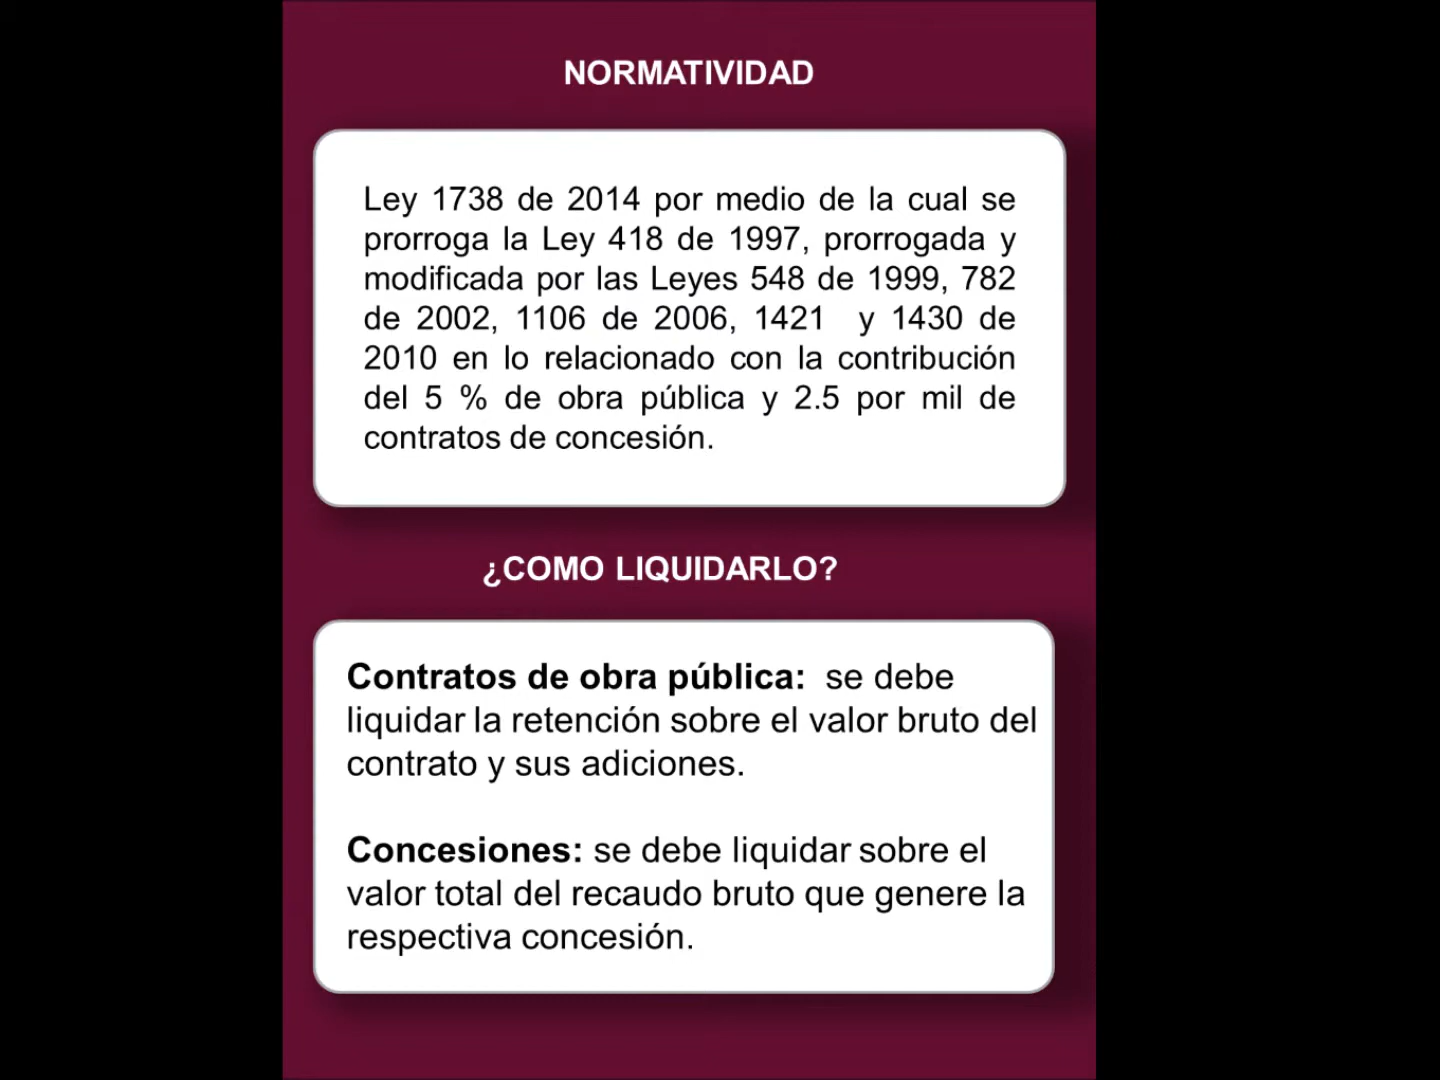 NORMATIVIDAD
Ley 1738 de 2014 por medio de la cual se
prorroga la Ley 418 de 1997, prorrogada y
modificada por las Leyes 548 de 1999, 782
de 2002, 1106 de 2006, 1421 y 1430 de
2010 en lo relacionado con la contribución
del 5 % de obra pública y 2.5 por mil de
contratos de concesión.
¿COMO LIQUIDARLO?
Contratos de obra pública: se debe
liquidar la retención sobre el valor bruto del
contrato y sus adiciones.
Concesiones: se debe liquidar sobre el
valor total del recaudo bruto que genere la
respectiva concesión.